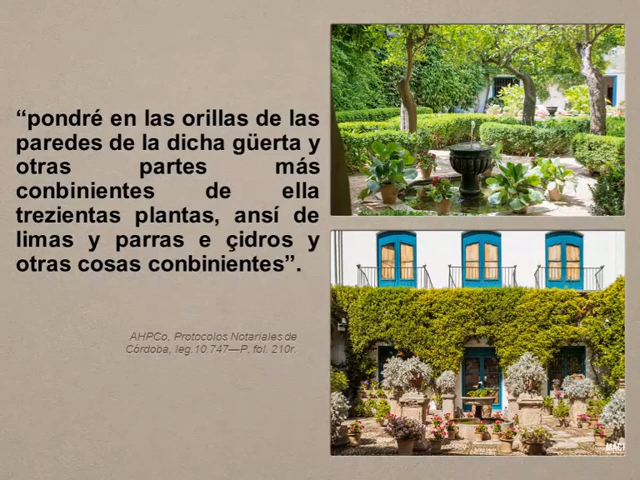 “pondré en las orillas de las
paredes de la dicha güerta y
otras partes más
conbinientes de ella
trezientas plantas, ansí de
limas y parras e çidros y
otras cosas conbinientes”.
AHPCo, Protocolos Notariales de
Córdoba, leg.10.747—P, fol. 210r.